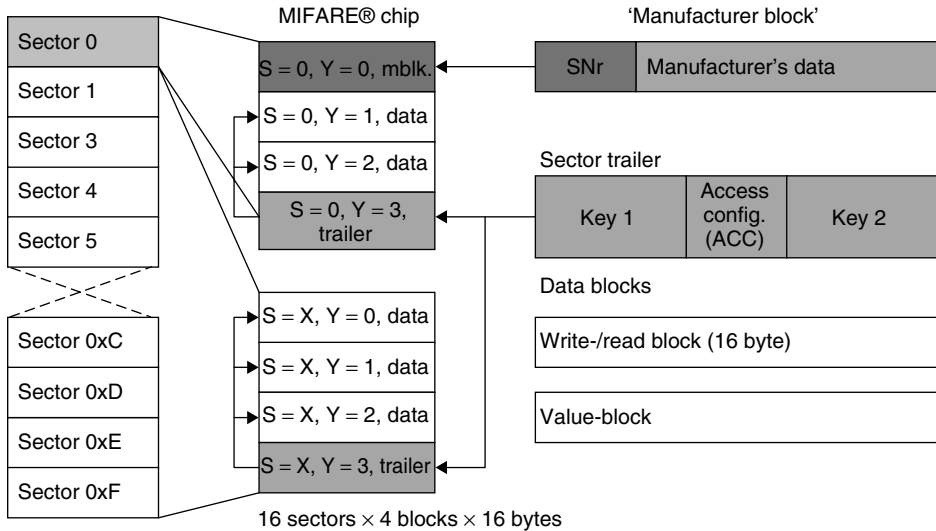 MIFARE® chip
'Manufacturer block'
Sector 0
Sector 1
Sector 3
Sector 4
Sector 5
Sector 0xC
Sector 0xD
Sector 0xE
Sector 0xF
S = 0, Y = 0, mblk.
S = 0, Y = 1, data
S = 0, Y = 2, data
S = 0, Y = 3,
trailer
S = X, Y = 0, data
S = X, Y = 1, data
S = X, Y = 2, data
S = X, Y = 3, trailer
16 sectors × 4 blocks × 16 bytes
SNr
Manufacturer's data
Sector trailer
Key 1
Access
config.
(ACC)
Key 2
Data blocks
Write-/read block (16 byte)
Value-block